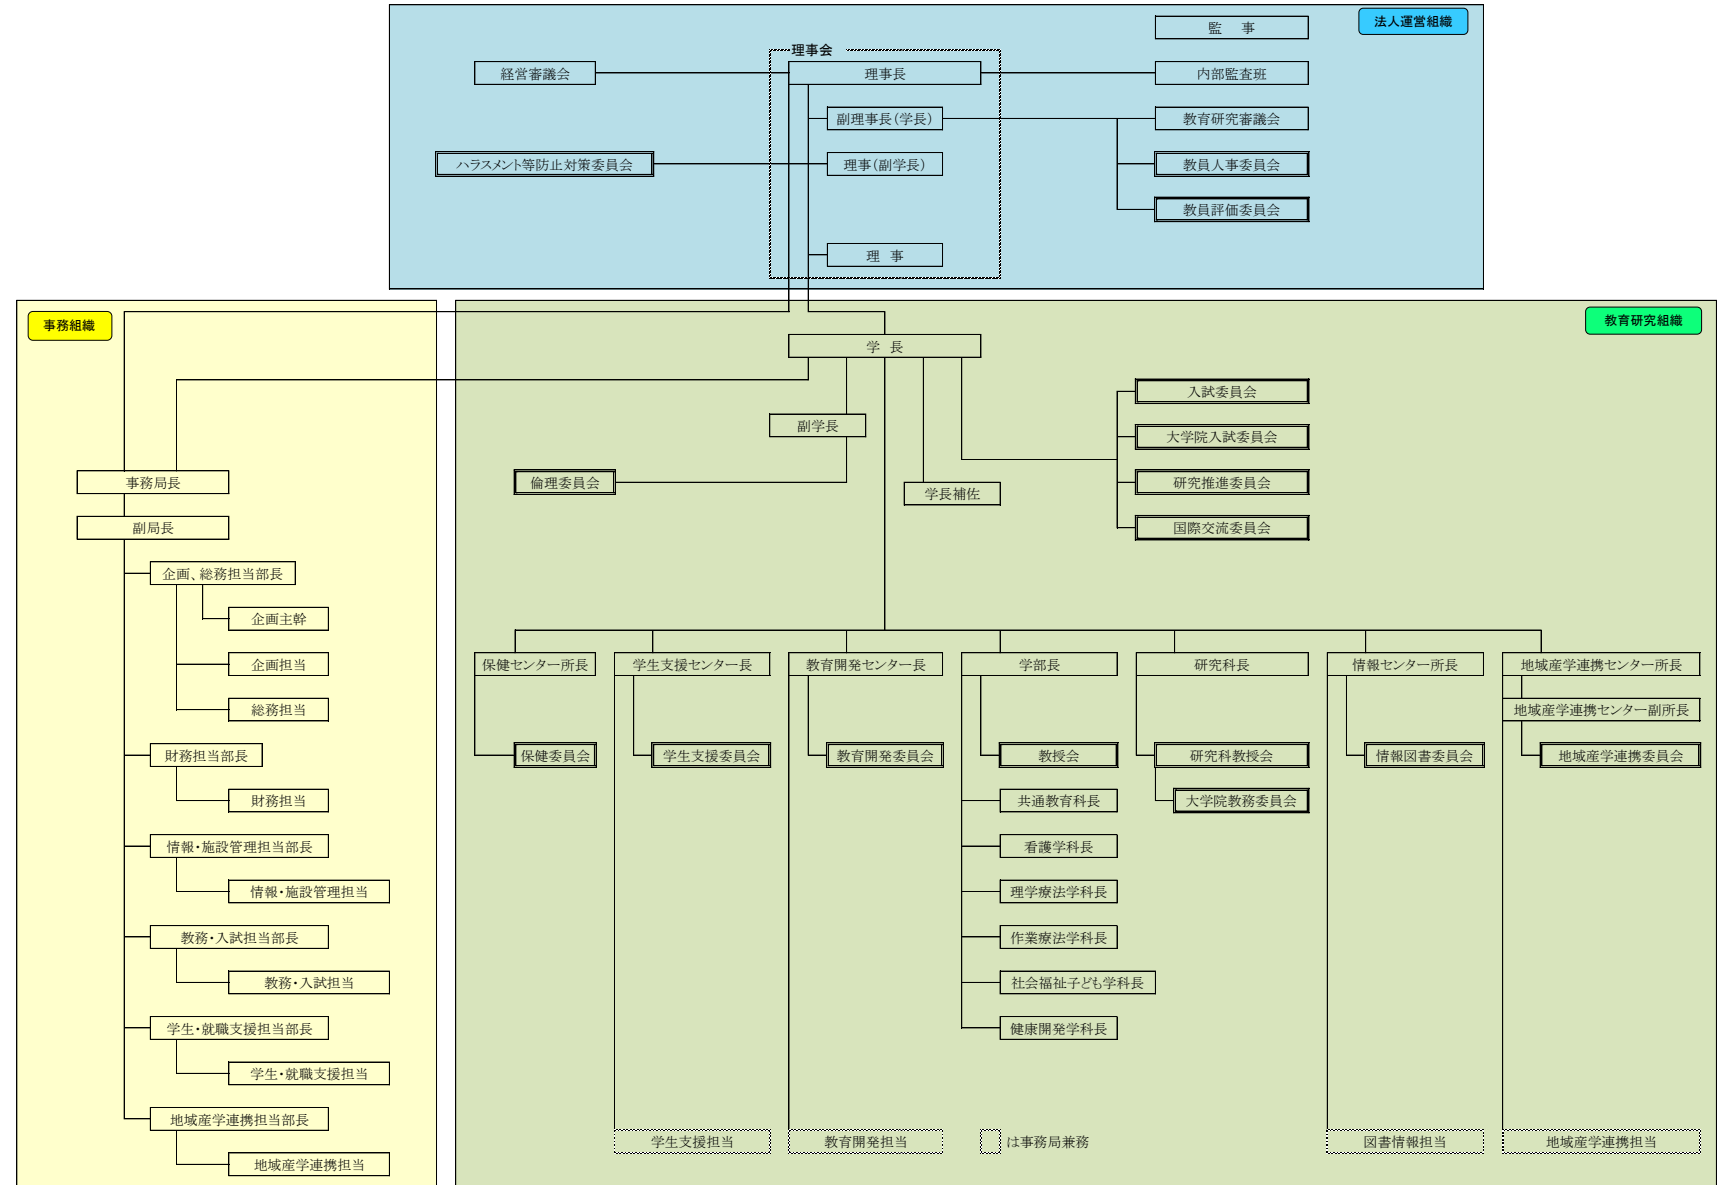 法人運営組織
監 事
理事会
経営審議会
理事長
内部監査班
副理事長(学長)
教育研究審議会
ハラスメント等防止対策委員会
理事(副学長)
教員人事委員会
教員評価委員会
理 事
事務組織
教育研究組織
学 長
入試委員会
副学長
大学院入試委員会
事務局長
倫理委員会
学長補佐
研究推進委員会
副局長
国際交流委員会
企画、総務担当部長
企画主幹
企画担当
総務担当
財務担当部長
財務担当
情報・施設管理担当部長
情報・施設管理担当
教務・入試担当部長
教務・入試担当
学生・就職支援担当部長
学生・就職支援担当
地域産学連携担当部長
地域産学連携担当
保健センター所長
学生支援センター長
教育開発センター長
学部長
研究科長
情報センター所長
地域産学連携センター所長
地域産学連携センター副所長
保健委員会
学生支援委員会
教育開発委員会
教授会
研究科教授会
情報図書委員会
地域産学連携委員会
共通教育科長
大学院教務委員会
看護学科長
理学療法学科長
作業療法学科長
社会福祉子ども学科長
健康開発学科長
学生支援担当
教育開発担当
は事務局兼務
図書情報担当
地域産学連携担当